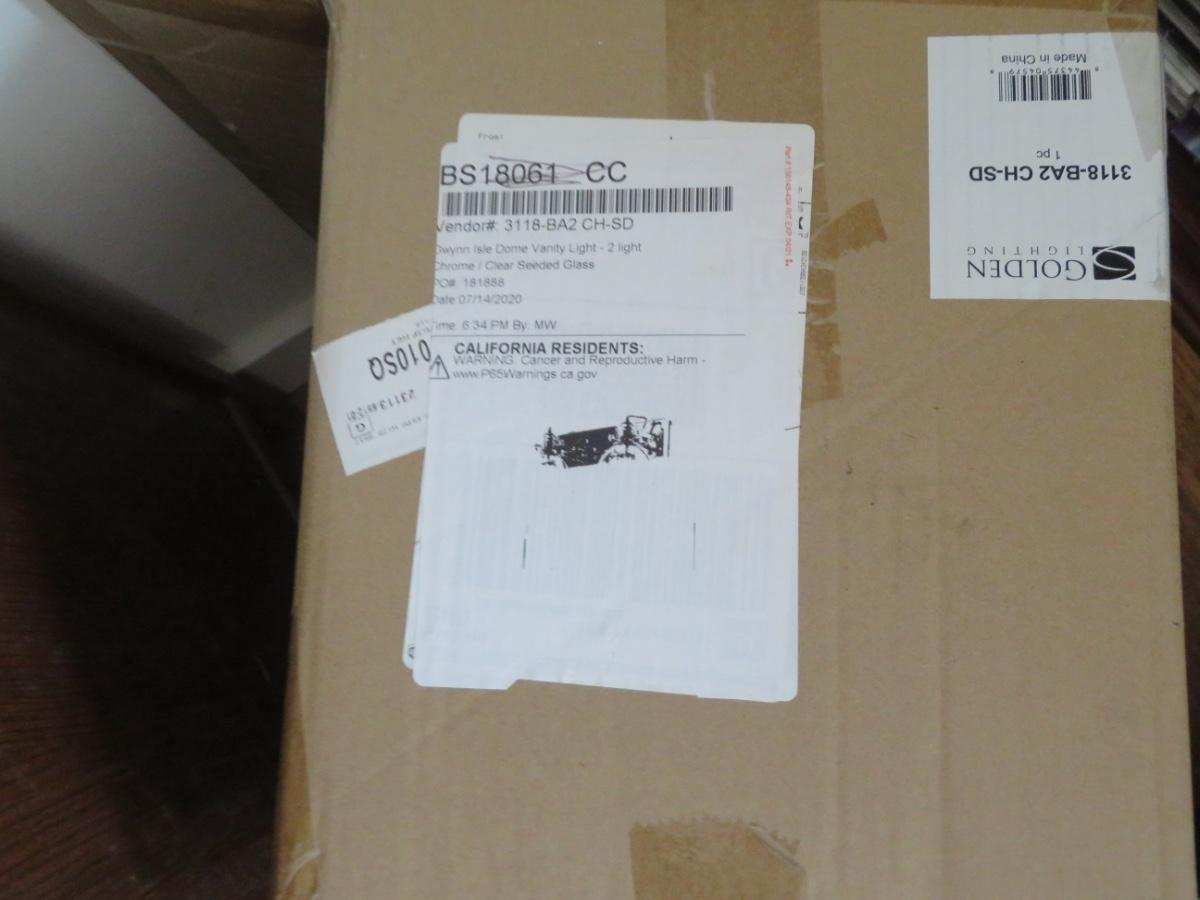 From:
BS18061 CC
Vendor#: 3118-BA2 CH-SD
Gwynn Isle Dome Vanity Light - 2 light
Chrome / Clear Seeded Glass
PO#: 181888
Date 07/14/2020
Time: 6:34 PM By: MW
CALIFORNIA RESIDENTS:
WARNING: Cancer and Reproductive Harm -
www.P65Warnings.ca.gov
010SQ
G
GOLDEN
LIGHTING
3118-BA2 CH-SD
1 pc
Made in China